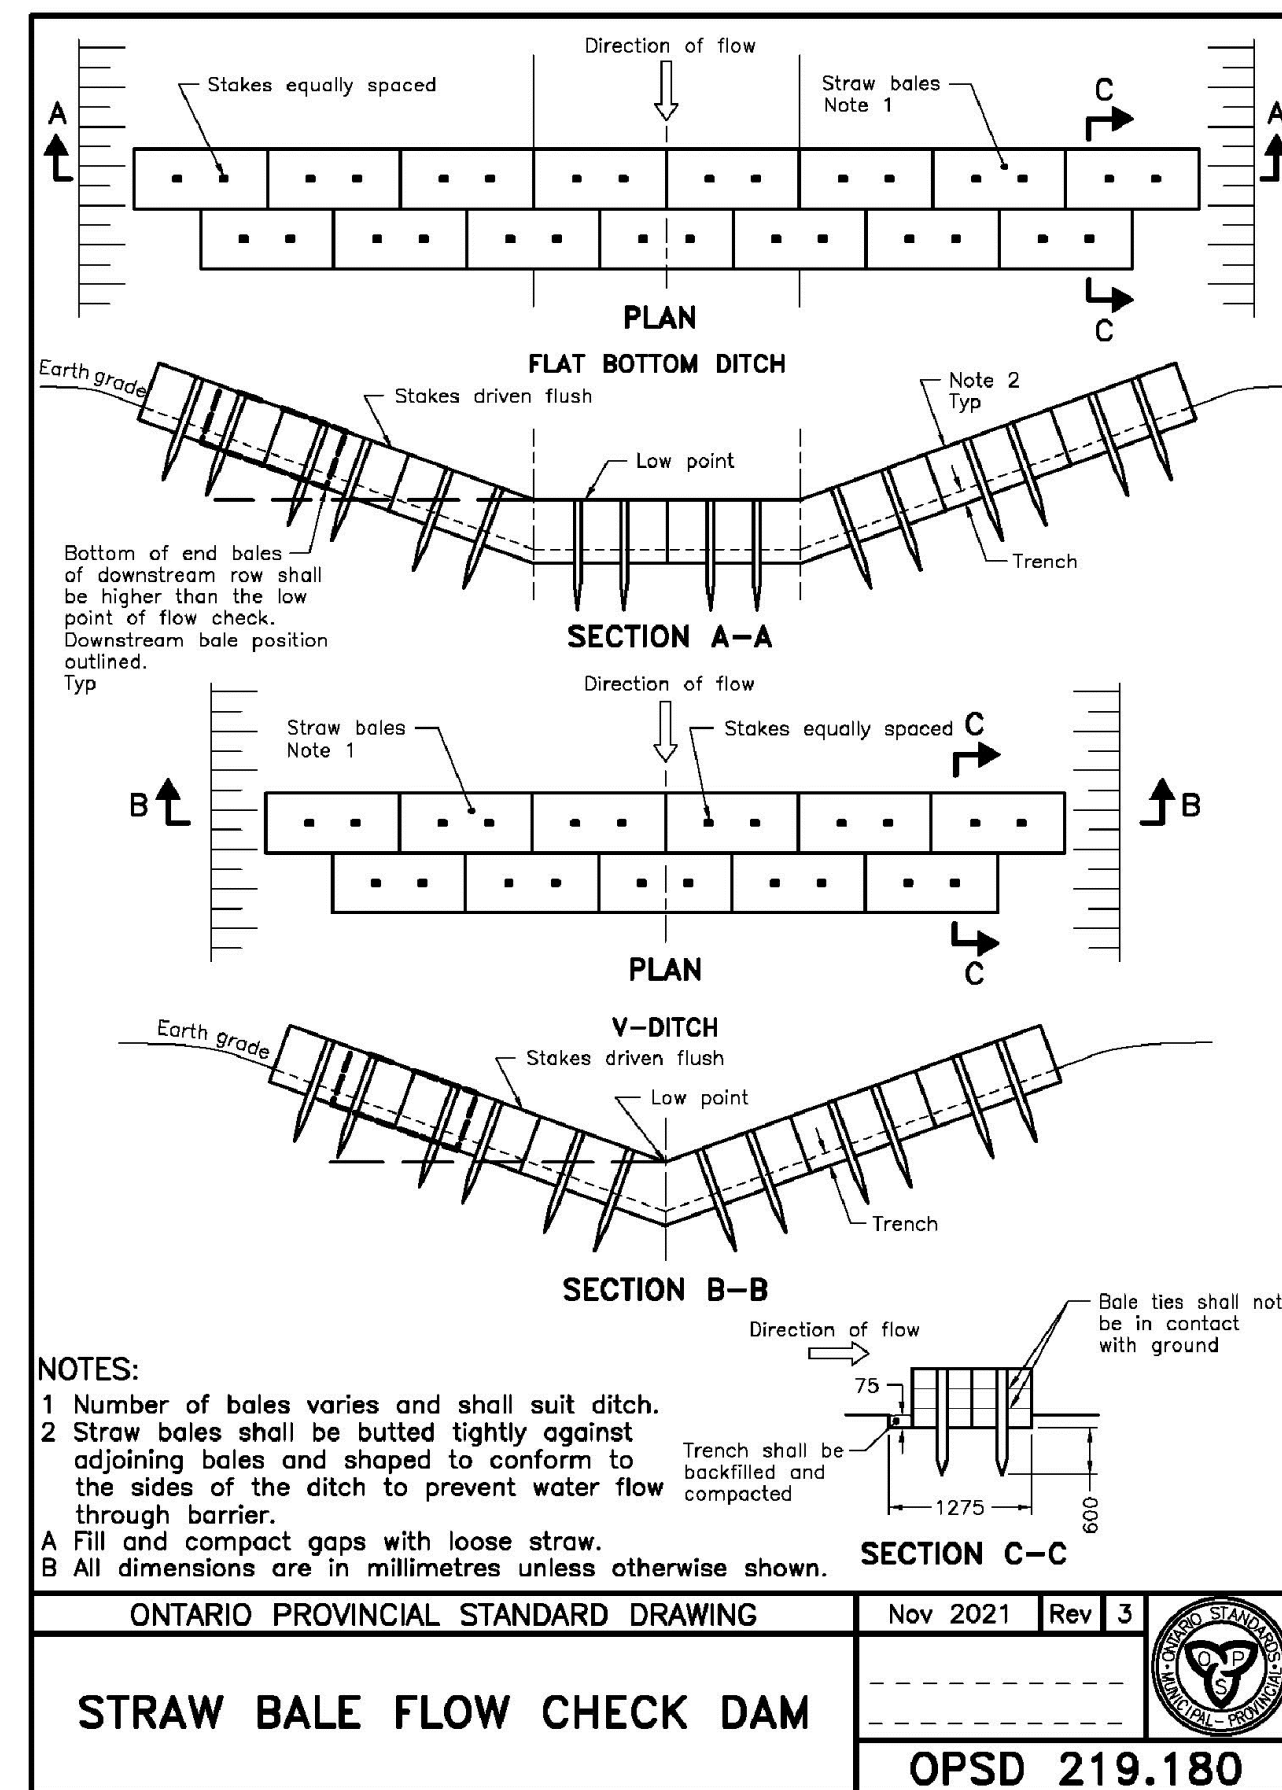 Direction of flow
Stakes equally spaced
Straw bales
Note 1
C
A
A
PLAN
C
FLAT BOTTOM DITCH
Earth grade
Stakes driven flush
Note 2
Typ
Low point
Bottom of end bales
of downstream row shall
be higher than the low
point of flow check.
Downstream bale position
outlined.
Typ
Trench
SECTION A-A
Direction of flow
Straw bales
Note 1
Stakes equally spaced
C
B
B
PLAN
C
V-DITCH
Earth grade
Stakes driven flush
Low point
Trench
SECTION B-B
Direction of flow
Bale ties shall not
be in contact
with ground
75
Trench shall be
backfilled and
compacted
1275
600
SECTION C-C
NOTES:
1 Number of bales varies and shall suit ditch.
2 Straw bales shall be butted tightly against
adjoining bales and shaped to conform to
the sides of the ditch to prevent water flow
through barrier.
A Fill and compact gaps with loose straw.
B All dimensions are in millimetres unless otherwise shown.
ONTARIO PROVINCIAL STANDARD DRAWING
Nov 2021
Rev
3
STRAW BALE FLOW CHECK DAM
ONTARIO STANDARDS
MUNICIPAL - PROVINCIAL
O P
S
OPSD 219.180